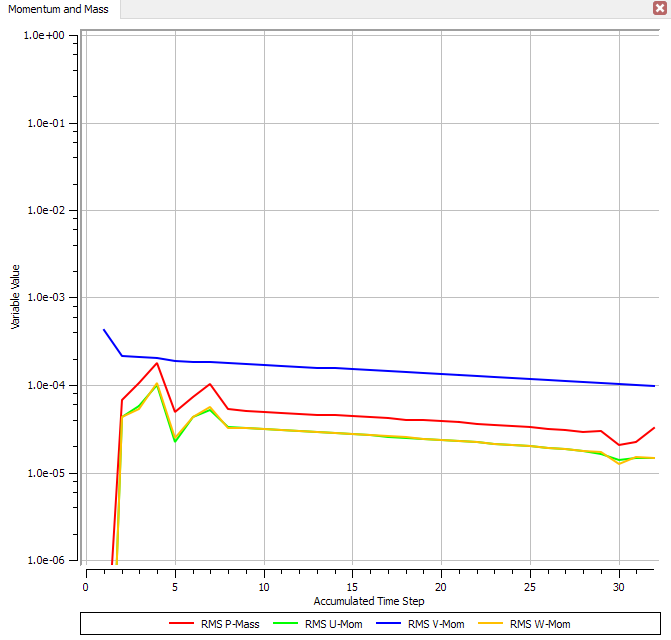 Momentum and Mass
1.0e+00
1.0e-01
1.0e-02
1.0e-03
1.0e-04
1.0e-05
1.0e-06
Variable Value
0 5 10 15 20 25 30
Accumulated Time Step
RMS P-Mass RMS U-Mom RMS V-Mom RMS W-Mom